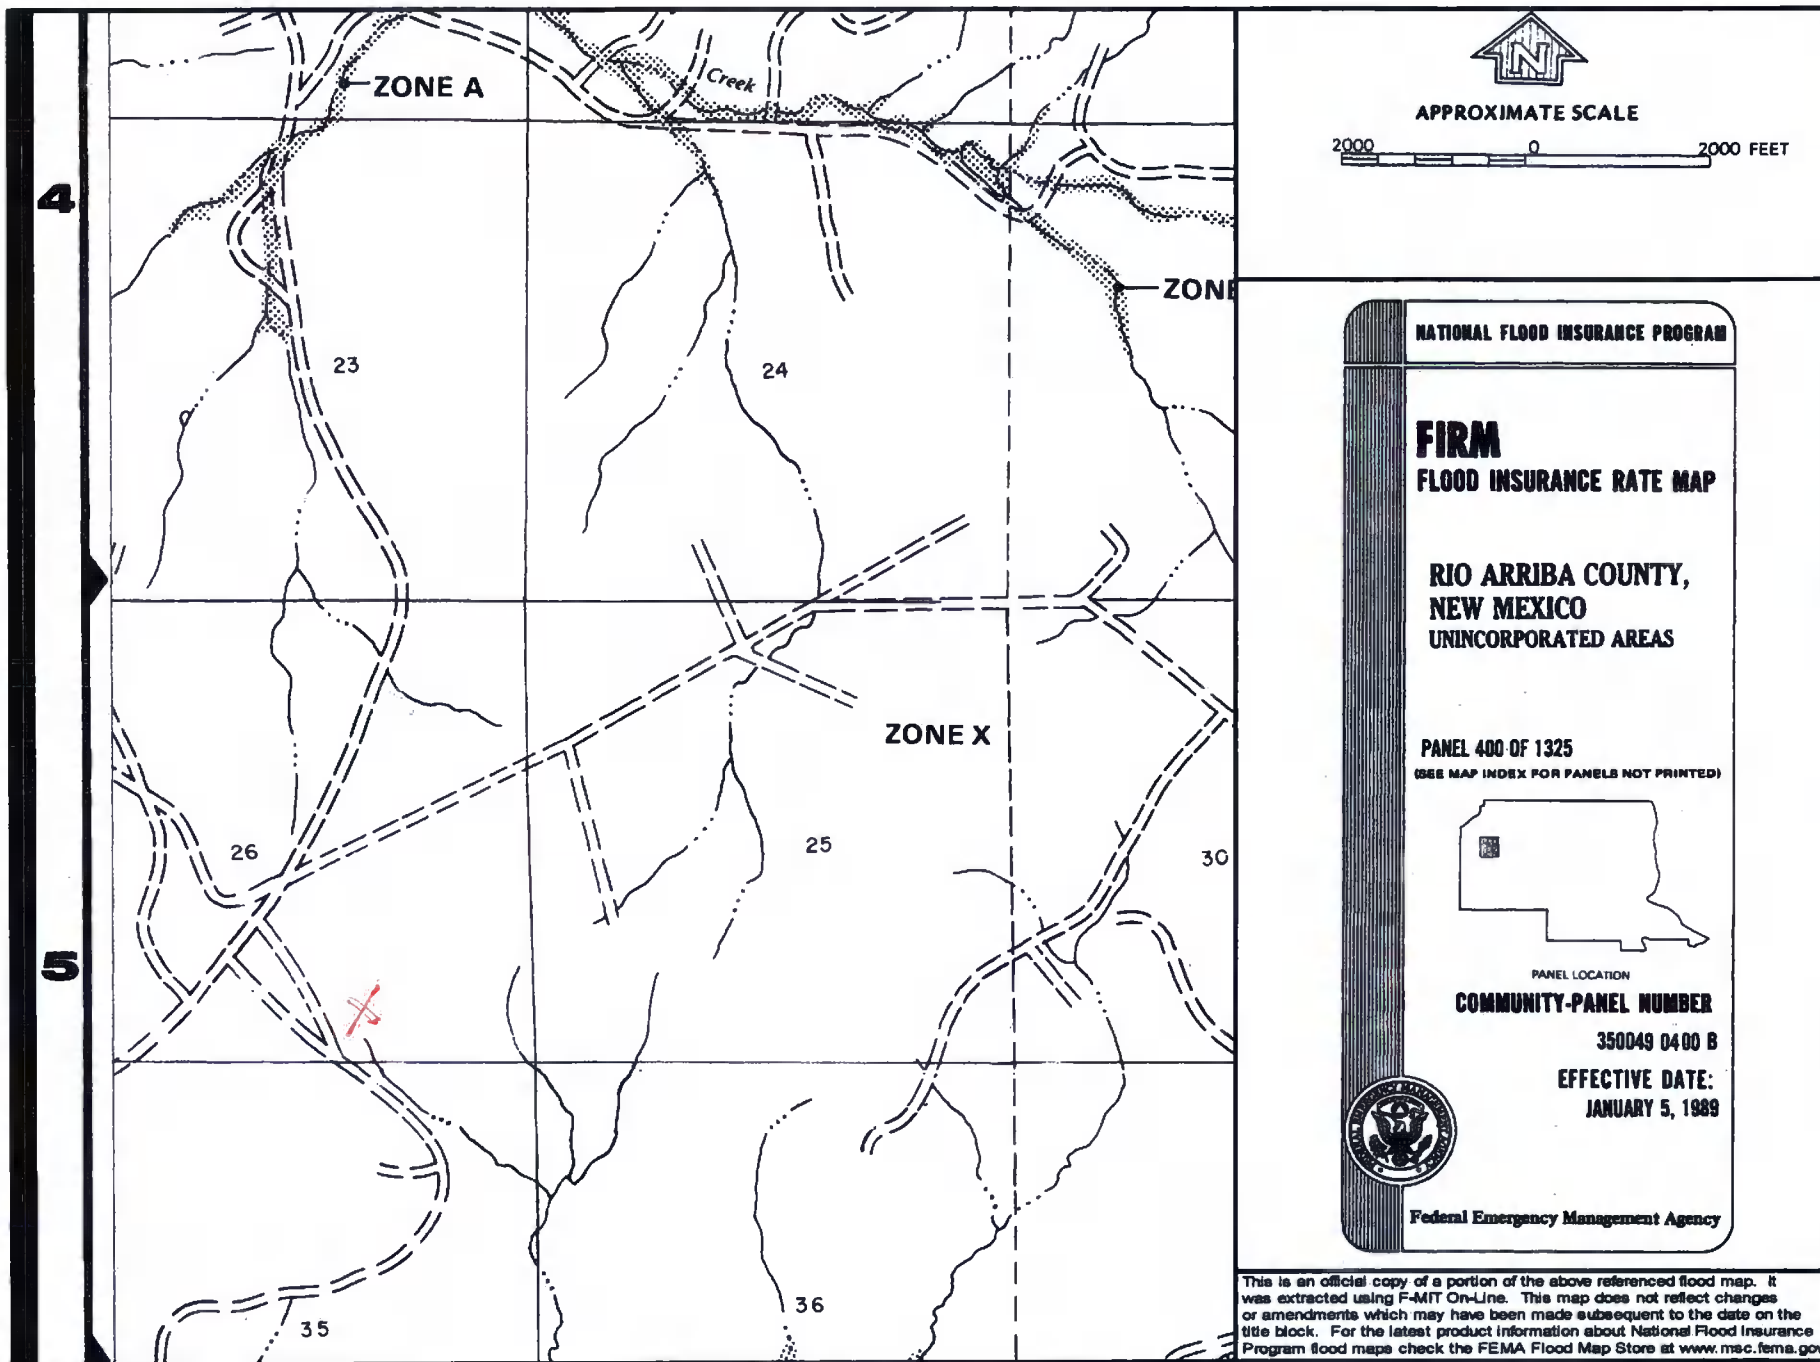 ZONE A
Creek
4
ZONE
23
24
ZONE X
26
25
30
5
36
35
N
APPROXIMATE SCALE
2000 0 2000 FEET
NATIONAL FLOOD INSURANCE PROGRAM
FIRM
FLOOD INSURANCE RATE MAP
RIO ARRIBA COUNTY,
NEW MEXICO
UNINCORPORATED AREAS
PANEL 400 OF 1325
(SEE MAP INDEX FOR PANELS NOT PRINTED)
PANEL LOCATION
COMMUNITY-PANEL NUMBER
350049 0400 B
EFFECTIVE DATE:
JANUARY 5, 1989
FEDERAL EMERGENCY MANAGEMENT AGENCY
Federal Emergency Management Agency
This is an official copy of a portion of the above referenced flood map. It
was extracted using F-MIT On-Line. This map does not reflect changes
or amendments which may have been made subsequent to the date on the
title block. For the latest product information about National Flood Insurance
Program flood maps check the FEMA Flood Map Store at www.msc.fema.gov